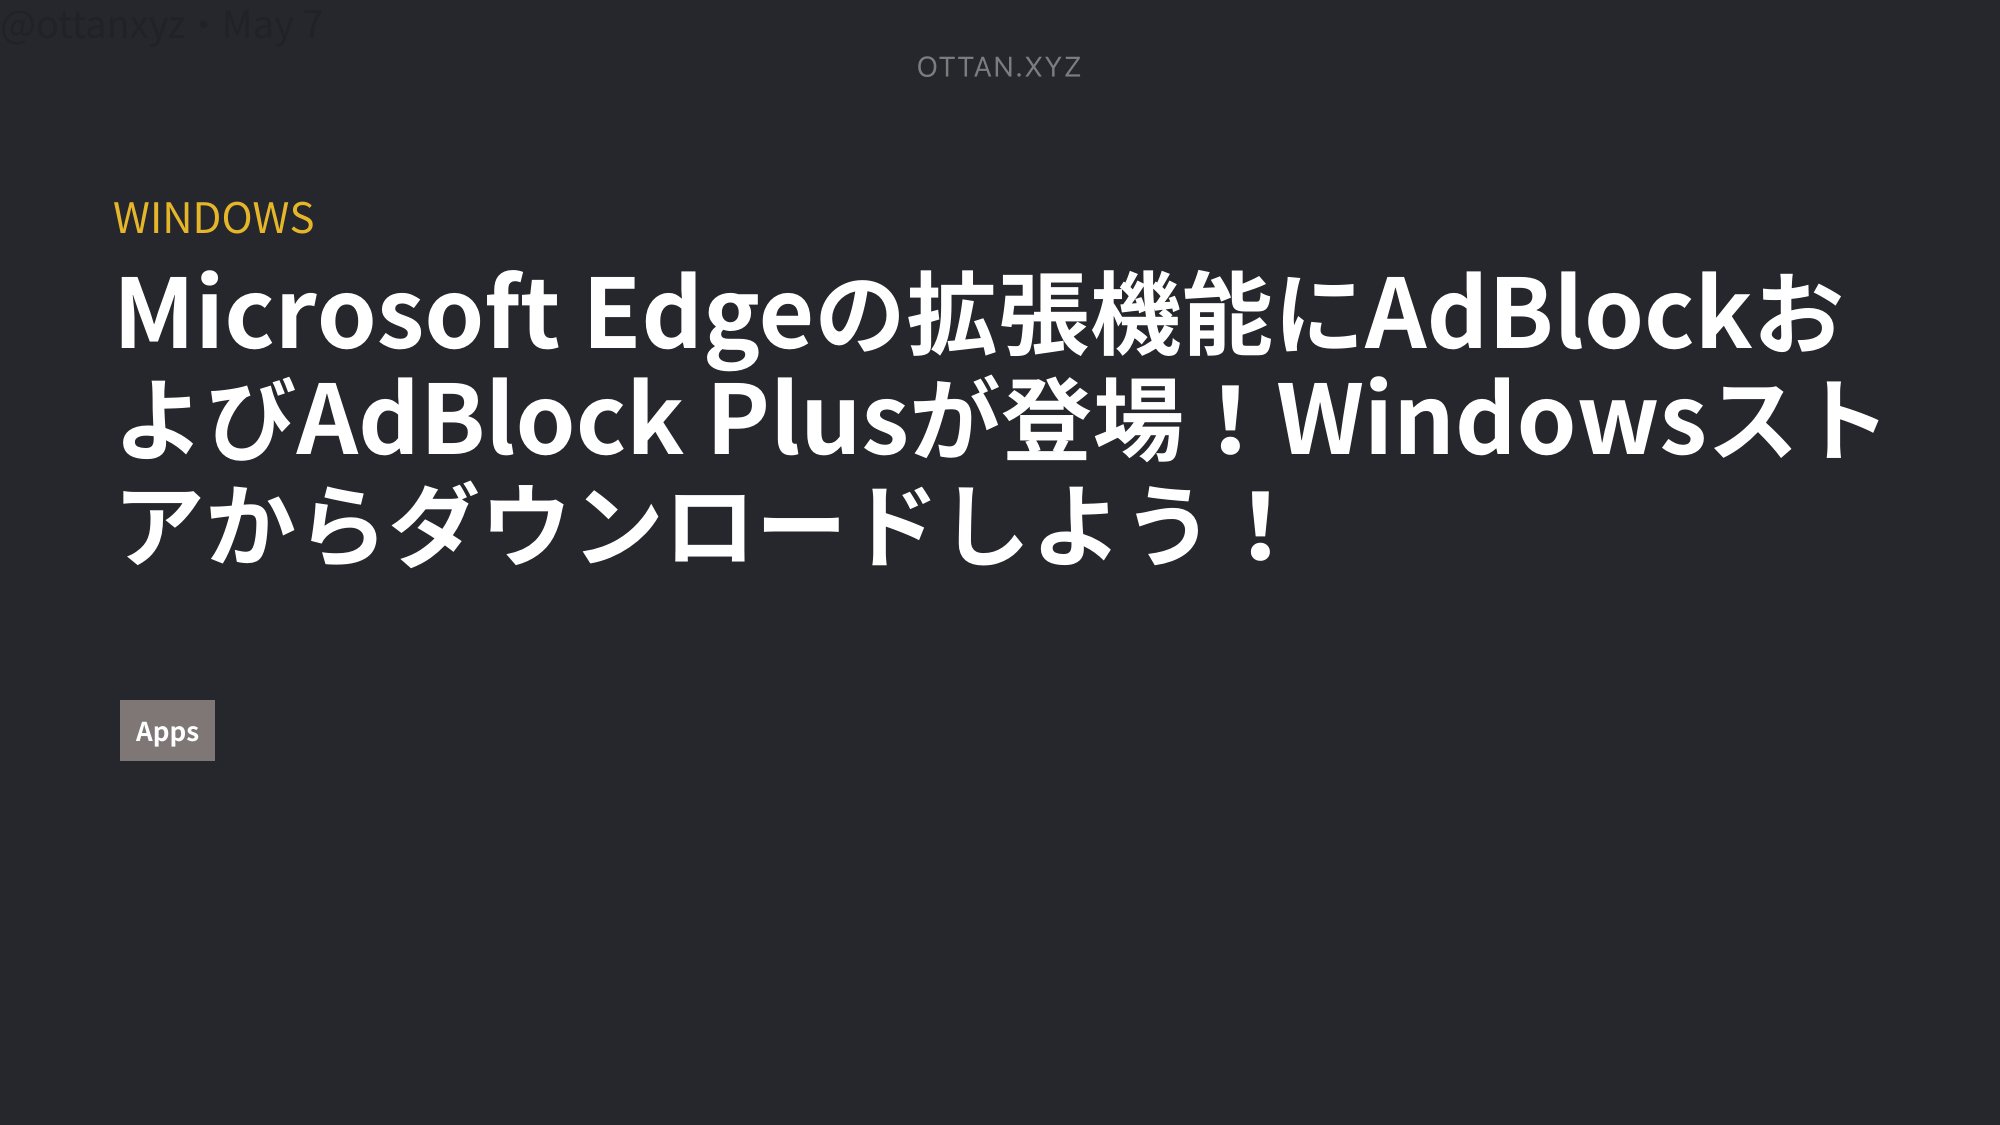 @ottanxyz・May 7
OTTAN.XYZ
WINDOWS
Microsoft Edgeの拡張機能にAdBlockお
よびAdBlock Plusが登場！Windowsスト
アからダウンロードしよう！
Apps